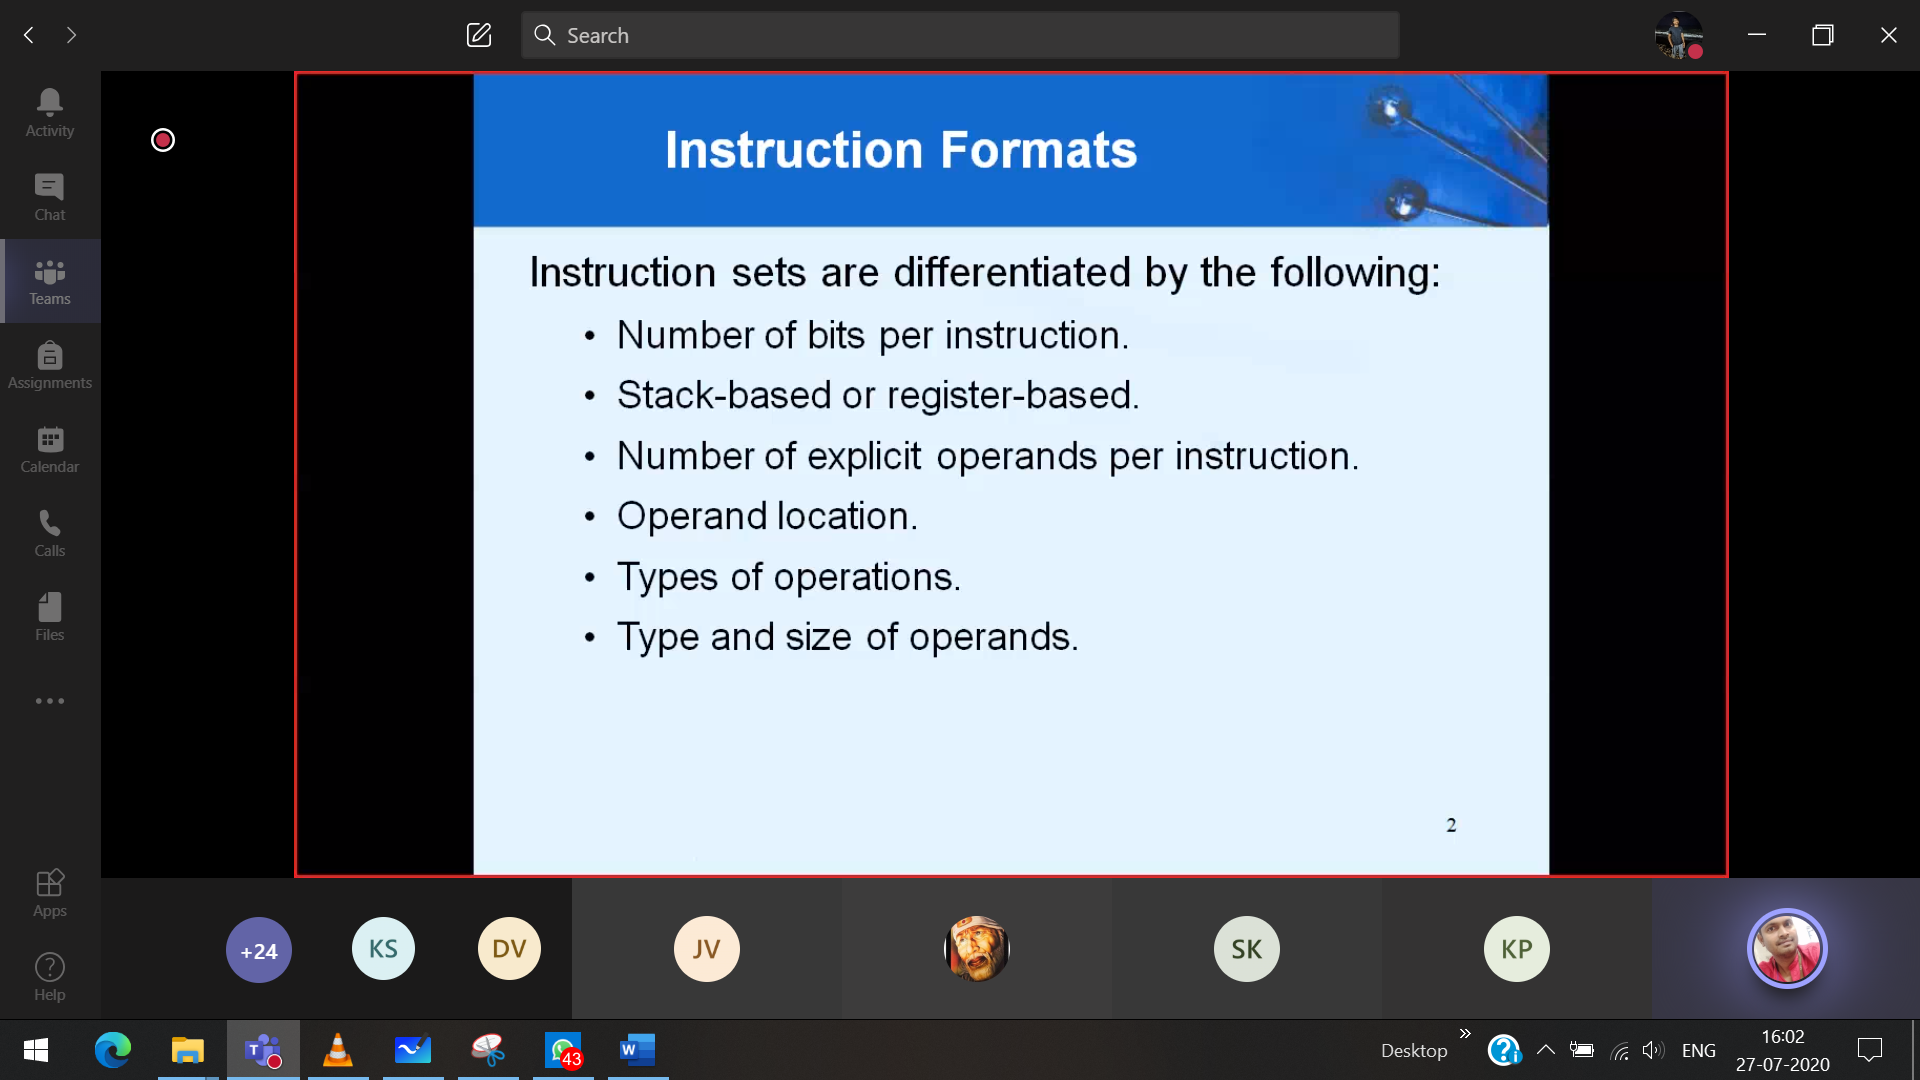 Search
Activity
Chat
Teams
Assignments
Calendar
Calls
Files
Apps
Help
Instruction Formats
Instruction sets are differentiated by the following:
• Number of bits per instruction.
• Stack-based or register-based.
• Number of explicit operands per instruction.
• Operand location.
• Types of operations.
• Type and size of operands.
2
+24
KS
DV
JV
SK
KP
T
43
W
Desktop
ENG
16:02
27-07-2020